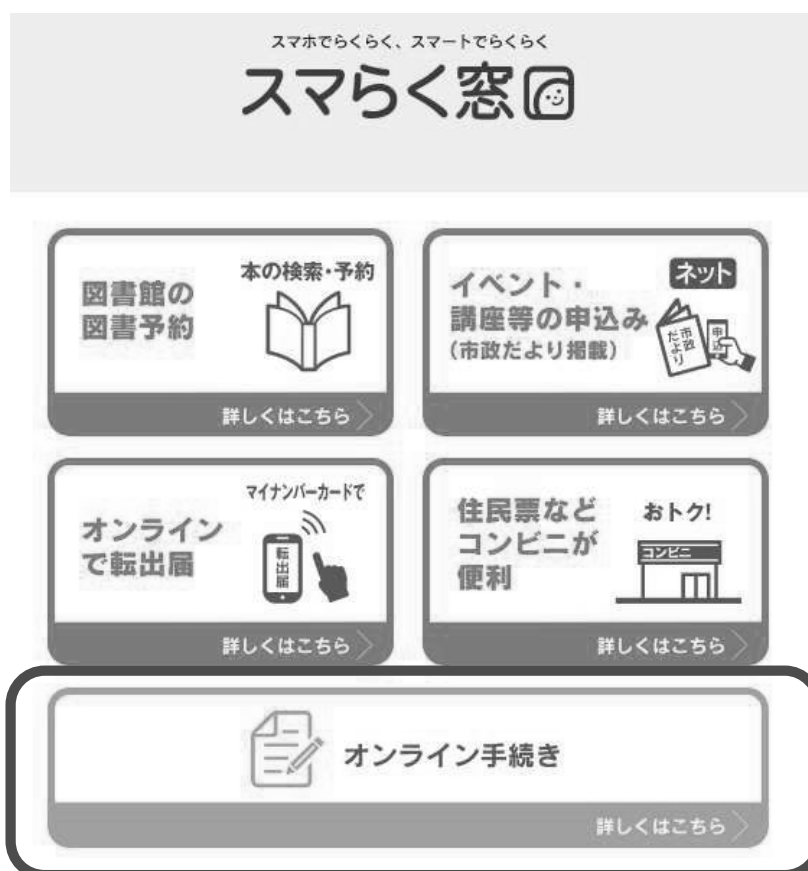 スマホでらくらく、スマートでらくらく
スマらく窓
図書館の
図書予約
本の検索・予約
詳しくはこちら
イベント・
講座等の申込み
(市政だより掲載)
ネット
市政
だより
申込
詳しくはこちら
オンライン
で転出届
マイナンバーカードで
転出届
詳しくはこちら
住民票など
コンビニが
便利
おトク!
コンビニ
詳しくはこちら
オンライン手続き
詳しくはこちら